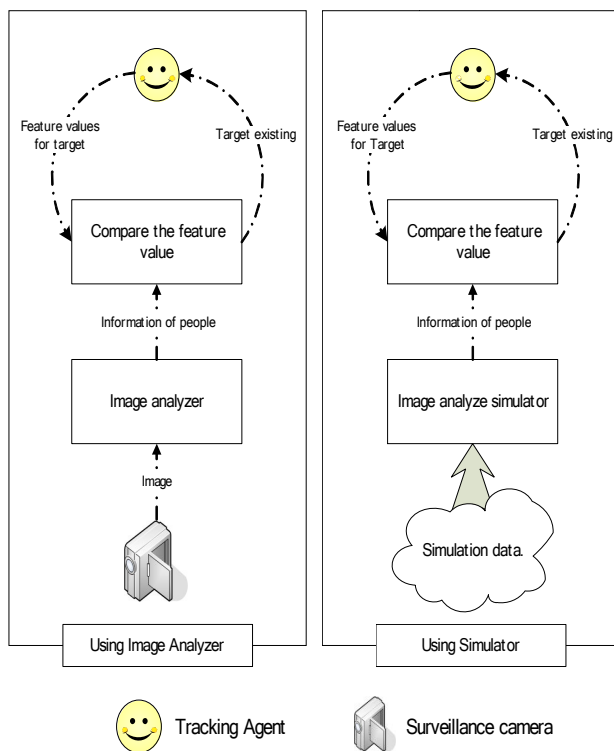 Feature values
for target
Target existing
Compare the feature
value
Information of people
Image analyzer
Image
Using Image Analyzer
Feature values
for Target
Target existing
Compare the feature
value
Information of people
Image analyze simulator
Simulation data.
Using Simulator
Tracking Agent
Surveillance camera